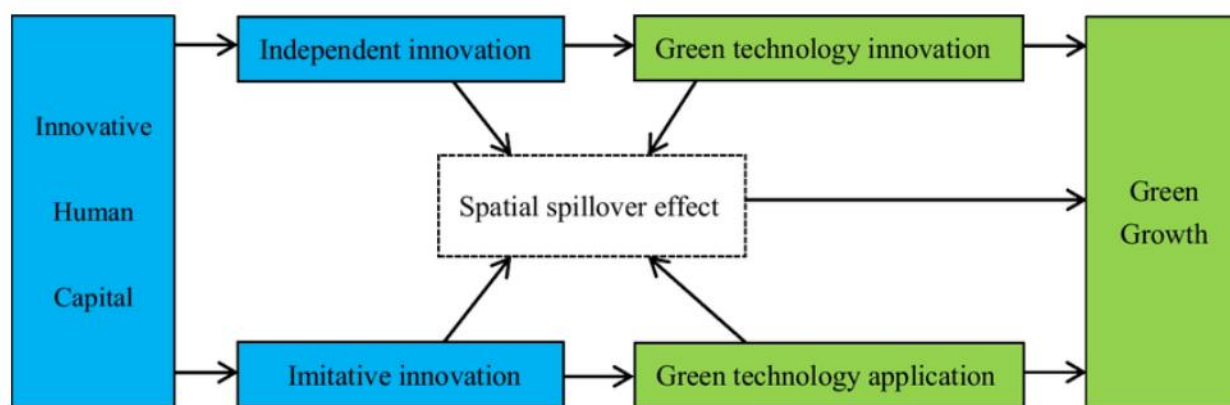 Innovative
Human
Capital
Independent innovation
Green technology innovation
Spatial spillover effect
Imitative innovation
Green technology application
Green
Growth